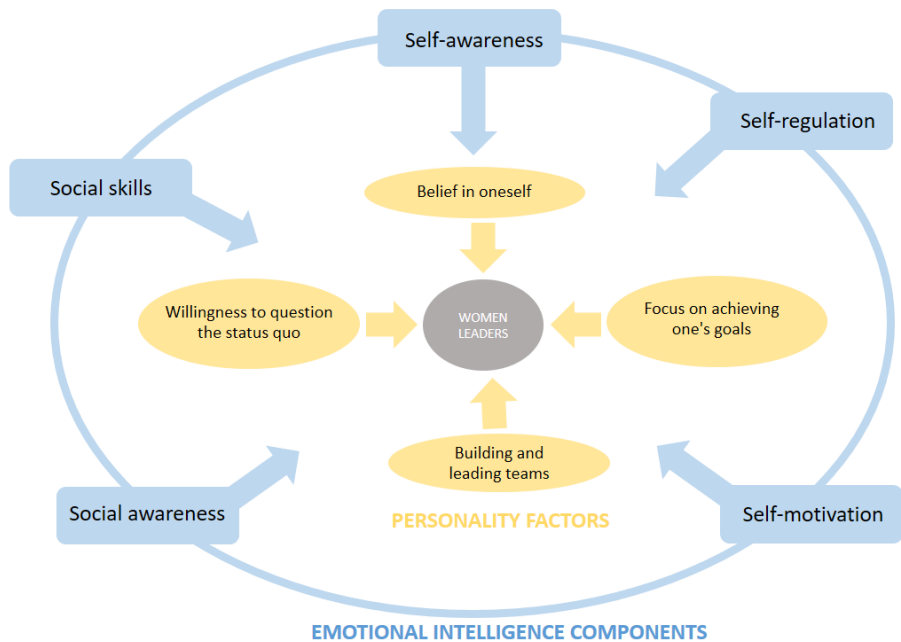 Self-awareness
Self-regulation
Social skills
Belief in oneself
Willingness to question
the status quo
WOMEN
LEADERS
Focus on achieving
one's goals
Building and
leading teams
Social awareness
Self-motivation
PERSONALITY FACTORS
EMOTIONAL INTELLIGENCE COMPONENTS